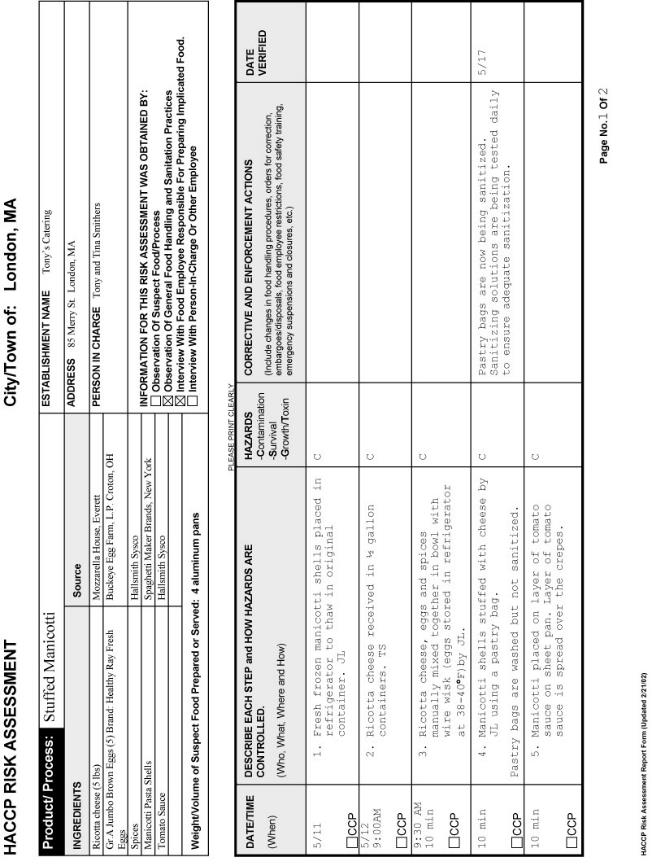 HACCP RISK ASSESSMENT City/Town of: London, MA
Product/ Process: Stuffed Manicotti
ESTABLISHMENT NAME Tony's Catering
INGREDIENTS Source
ADDRESS 85 Merry St. London, MA
Ricotta cheese (5 lbs) Mozzarella House, Everett
PERSON IN CHARGE Tony and Tina Smithers
Gr. A Jumbo Brown Eggs (5) Brand: Healthy Ray Fresh
Eggs
Buckeye Egg Farm, L.P. Croton, OH
Spices Hallsmith Sysco
Manicotti Pasta Shells Spaghetti Maker Brands, New York
Tomato Sauce Hallsmith Sysco
INFORMATION FOR THIS RISK ASSESSMENT WAS OBTAINED BY:
☐ Observation Of Suspect Food/Process
☒ Observation Of General Food Handling and Sanitation Practices
☒ Interview With Food Employee Responsible For Preparing Implicated Food.
☐ Interview With Person-In-Charge Or Other Employee
Weight/Volume of Suspect Food Prepared or Served: 4 aluminum pans
PLEASE PRINT CLEARLY
DATE/TIME
(When)
DESCRIBE EACH STEP and HOW HAZARDS ARE
CONTROLLED.
(Who, What, Where and How)
HAZARDS
-Contamination
-Survival
-Growth/Toxin
CORRECTIVE AND ENFORCEMENT ACTIONS
(Include changes in food handling procedures, orders for correction,
embargoes/disposals, food employee restrictions, food safety training,
emergency suspensions and closures, etc.)
DATE
VERIFIED
5/11
☐CCP
1. Fresh frozen manicotti shells placed in
refrigerator to thaw in original
container. JL
C
5/12
9:00AM
☐CCP
2. Ricotta cheese received in ½ gallon
containers. TS
C
9:30 AM
10 min
☐CCP
3. Ricotta cheese, eggs and spices
manually mixed together in bowl with
wire wisk (eggs stored in refrigerator
at 38-40°F)by JL.
C
10 min
☐CCP
4. Manicotti shells stuffed with cheese by
JL using a pastry bag.
Pastry bags are washed but not sanitized.
C
Pastry bags are now being sanitized.
Sanitizing solutions are being tested daily
to ensure adequate sanitization.
5/17
10 min
☐CCP
5. Manicotti placed on layer of tomato
sauce on sheet pan. Layer of tomato
sauce is spread over the crepes.
C
Page No.1 Of 2
HACCP Risk Assessment Report Form (Updated 2/21/02)